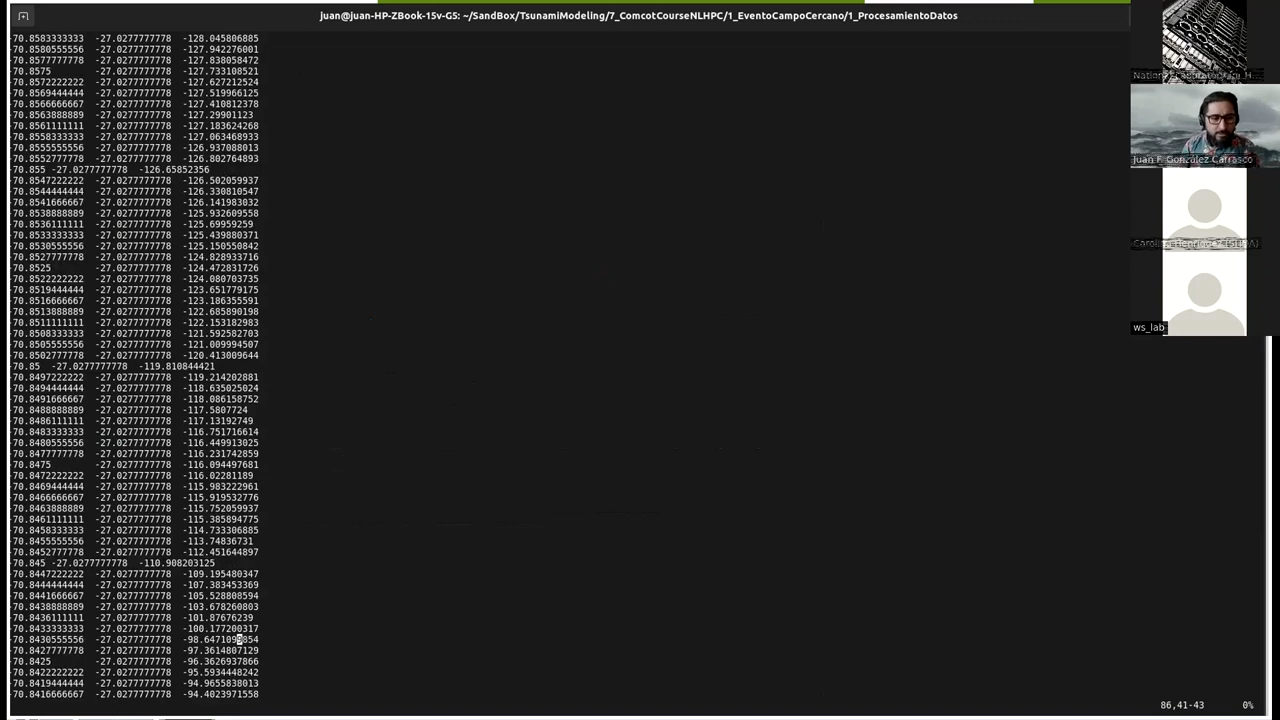 juan@juan-HP-ZBook-15v-G5: ~/SandBox/TsunamiModeling/7_ComcotCourseNLHPC/1_EventoCampoCercano/1_ProcesamientoDatos
70.8583333333 -27.0277777778 -128.045806885
70.8580555556 -27.0277777778 -127.942276001
70.8577777778 -27.0277777778 -127.838058472
70.8575 -27.0277777778 -127.733108521
70.8572222222 -27.0277777778 -127.627212524
70.8569444444 -27.0277777778 -127.519966125
70.8566666667 -27.0277777778 -127.410812378
70.8563888889 -27.0277777778 -127.29901123
70.8561111111 -27.0277777778 -127.183624268
70.8558333333 -27.0277777778 -127.063468933
70.8555555556 -27.0277777778 -126.937088013
70.8552777778 -27.0277777778 -126.802764893
70.855 -27.0277777778 -126.65852356
70.8547222222 -27.0277777778 -126.502059937
70.8544444444 -27.0277777778 -126.330810547
70.8541666667 -27.0277777778 -126.141983032
70.8538888889 -27.0277777778 -125.932609558
70.8536111111 -27.0277777778 -125.69959259
70.8533333333 -27.0277777778 -125.439880371
70.8530555556 -27.0277777778 -125.150550842
70.8527777778 -27.0277777778 -124.828933716
70.8525 -27.0277777778 -124.472831726
70.8522222222 -27.0277777778 -124.080703735
70.8519444444 -27.0277777778 -123.651779175
70.8516666667 -27.0277777778 -123.186355591
70.8513888889 -27.0277777778 -122.685890198
70.8511111111 -27.0277777778 -122.153182983
70.8508333333 -27.0277777778 -121.592582703
70.8505555556 -27.0277777778 -121.009994507
70.8502777778 -27.0277777778 -120.413009644
70.85 -27.0277777778 -119.810844421
70.8497222222 -27.0277777778 -119.214202881
70.8494444444 -27.0277777778 -118.635025024
70.8491666667 -27.0277777778 -118.086158752
70.8488888889 -27.0277777778 -117.5807724
70.8486111111 -27.0277777778 -117.13192749
70.8483333333 -27.0277777778 -116.751716614
70.8480555556 -27.0277777778 -116.449913025
70.8477777778 -27.0277777778 -116.231742859
70.8475 -27.0277777778 -116.094497681
70.8472222222 -27.0277777778 -116.02281189
70.8469444444 -27.0277777778 -115.983222961
70.8466666667 -27.0277777778 -115.919532776
70.8463888889 -27.0277777778 -115.752059937
70.8461111111 -27.0277777778 -115.385894775
70.8458333333 -27.0277777778 -114.733306885
70.8455555556 -27.0277777778 -113.74836731
70.8452777778 -27.0277777778 -112.451644897
70.845 -27.0277777778 -110.908203125
70.8447222222 -27.0277777778 -109.195480347
70.8444444444 -27.0277777778 -107.383453369
70.8441666667 -27.0277777778 -105.528808594
70.8438888889 -27.0277777778 -103.678260803
70.8436111111 -27.0277777778 -101.87676239
70.8433333333 -27.0277777778 -100.177200317
70.8430555556 -27.0277777778 -98.6471099854
70.8427777778 -27.0277777778 -97.3614807129
70.8425 -27.0277777778 -96.3626937866
70.8422222222 -27.0277777778 -95.5934448242
70.8419444444 -27.0277777778 -94.9655838013
70.8416666667 -27.0277777778 -94.4023971558
86,41-43 0%
Juan F. González Carrasco
ws_lab